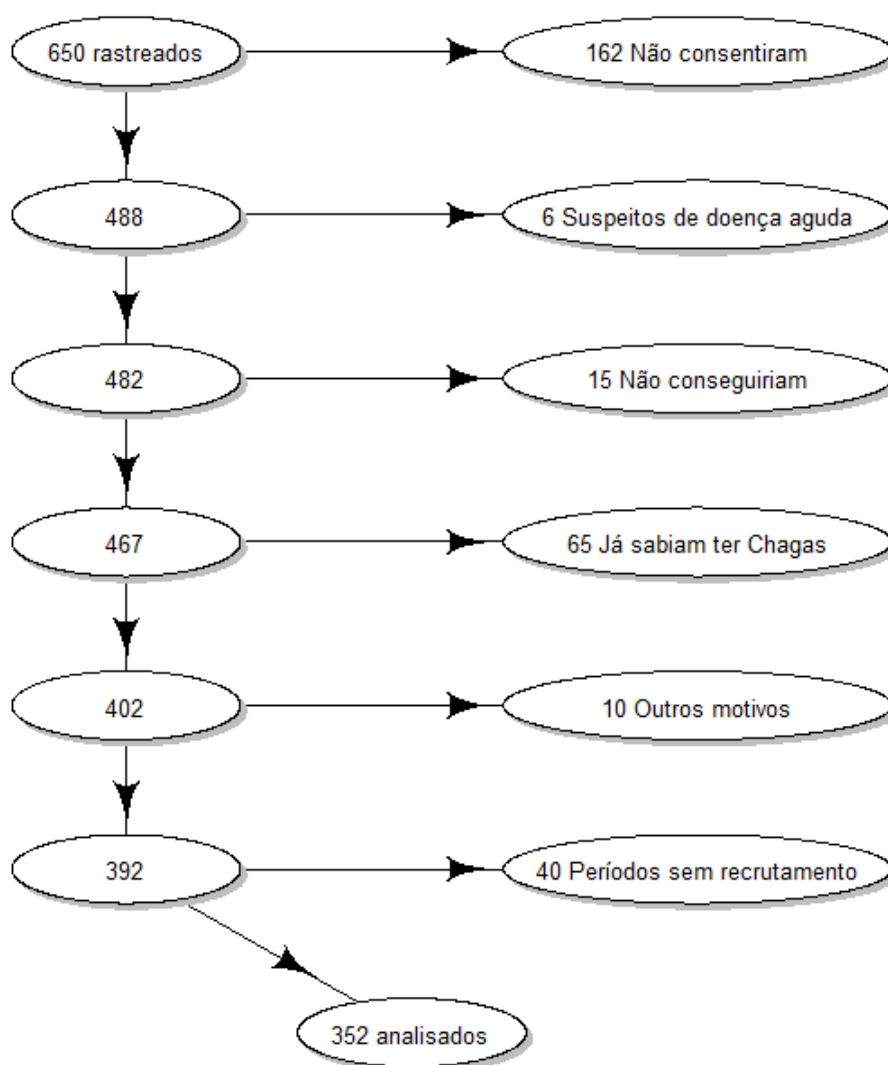 650 rastreados
162 Não consentiram
488
6 Suspeitos de doença aguda
482
15 Não conseguiriam
467
65 Já sabiam ter Chagas
402
10 Outros motivos
392
40 Períodos sem recrutamento
352 analisados